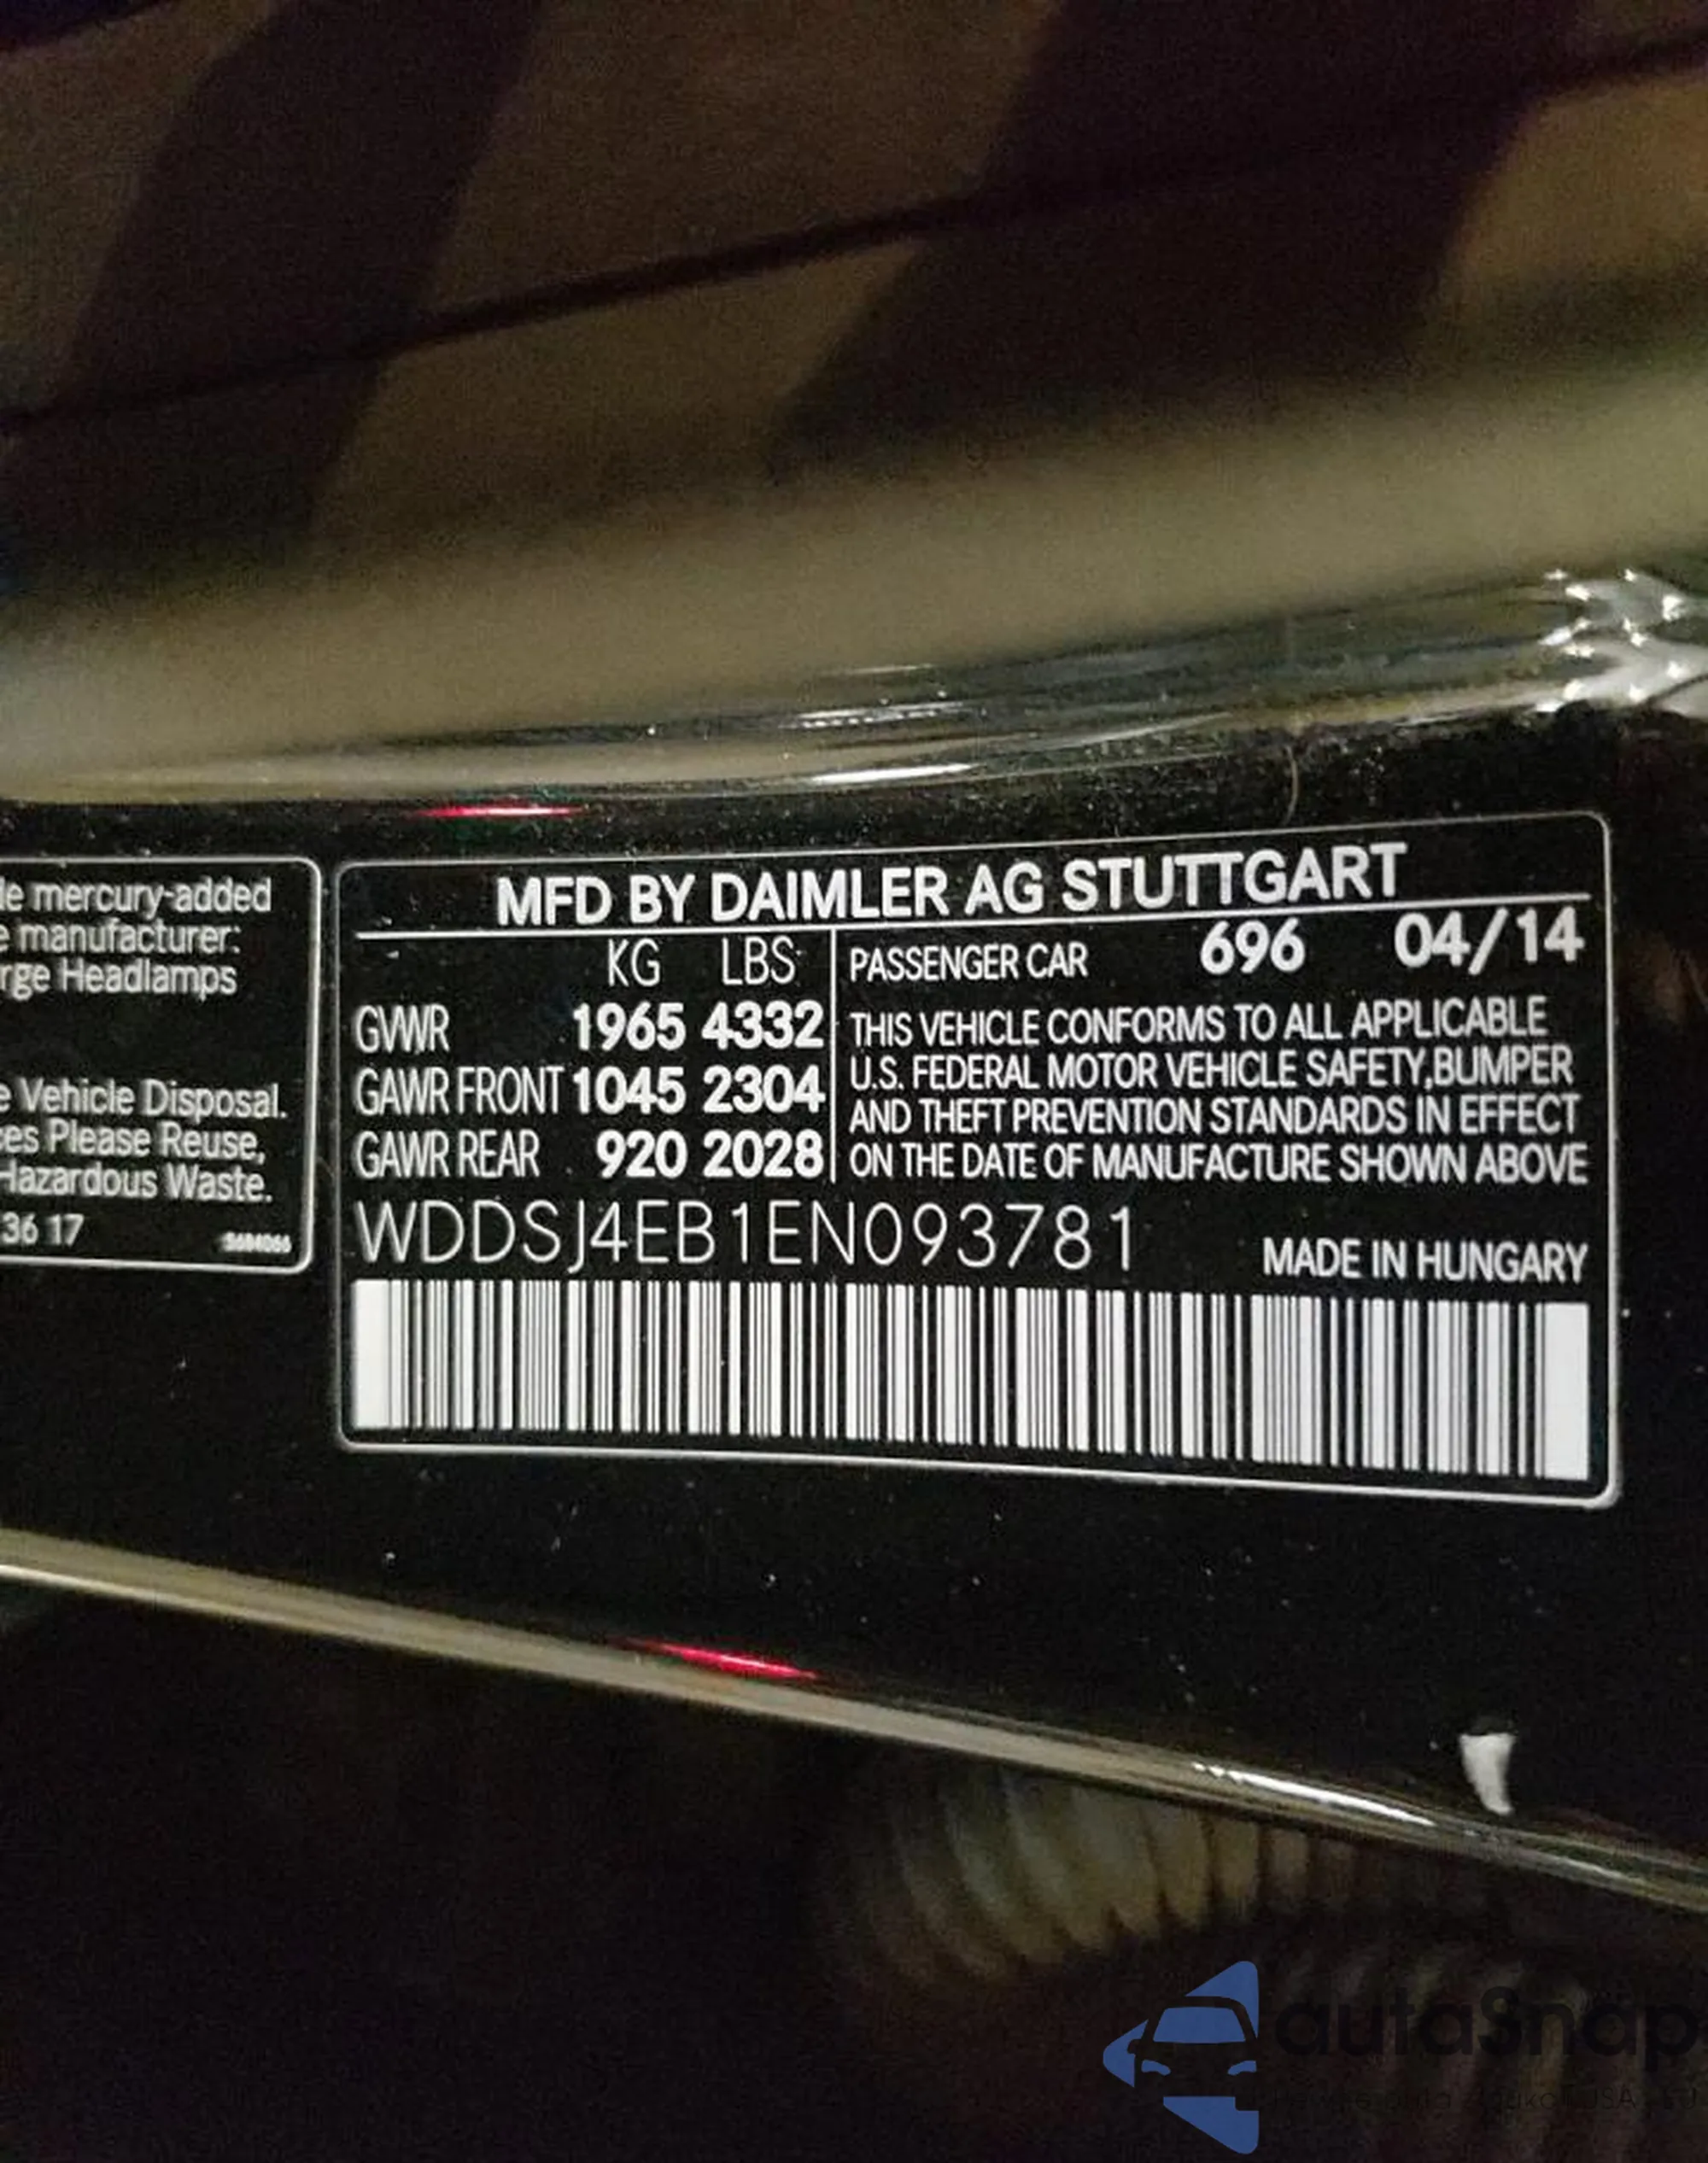 le mercury-added
e manufacturer:
rge Headlamps
e Vehicle Disposal.
es Please Reuse,
Hazardous Waste.
36 17
MFD BY DAIMLER AG STUTTGART
KG LBS
GVWR 1965 4332
GAWR FRONT 1045 2304
GAWR REAR 920 2028
PASSENGER CAR 696 04/14
THIS VEHICLE CONFORMS TO ALL APPLICABLE
U.S. FEDERAL MOTOR VEHICLE SAFETY,BUMPER
AND THEFT PREVENTION STANDARDS IN EFFECT
ON THE DATE OF MANUFACTURE SHOWN ABOVE
WDDSJ4EB1EN093781
MADE IN HUNGARY
autaSnap